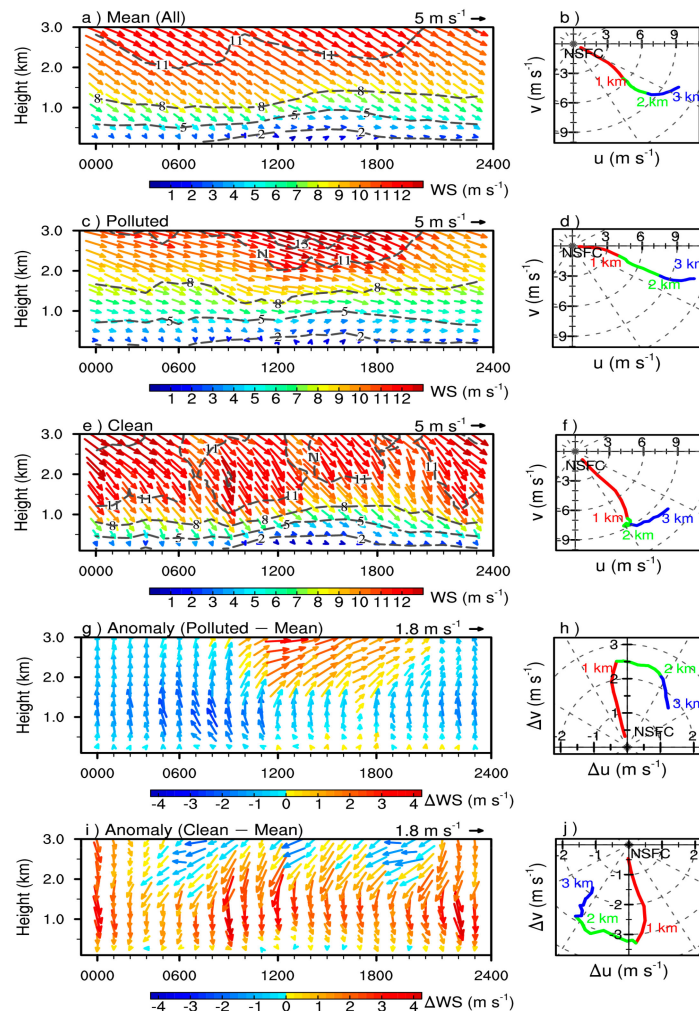 a ) Mean (All) 5 m s-1
Height (km)
3.0
2.0
1.0
11 11 8 8 8 5 5 2 2
0000 0600 1200 1800 2400
1 2 3 4 5 6 7 8 9 10 11 12 WS (m s-1)
b )
3 6 9
NSFC
1 km
2 km
3 km
-3
-6
-9
v (m s-1)
u (m s-1)
c ) Polluted 5 m s-1
Height (km)
3.0
2.0
1.0
13 11 11 8 8 5 5 2 2
0000 0600 1200 1800 2400
1 2 3 4 5 6 7 8 9 10 11 12 WS (m s-1)
d )
3 6 9
NSFC
1 km
2 km
3 km
-3
-6
-9
v (m s-1)
u (m s-1)
e ) Clean 5 m s-1
Height (km)
3.0
2.0
1.0
11 11 11 11 11 11 8 8 8 5 5 2 2
0000 0600 1200 1800 2400
1 2 3 4 5 6 7 8 9 10 11 12 WS (m s-1)
f )
3 6 9
NSFC
1 km
2 km
3 km
-3
-6
-9
v (m s-1)
u (m s-1)
g ) Anomaly (Polluted − Mean) 1.8 m s-1
Height (km)
3.0
2.0
1.0
0000 0600 1200 1800 2400
-4 -3 -2 -1 0 1 2 3 4 ΔWS (m s-1)
h )
3
2
1
1 km
2 km
3 km
NSFC
2 1 1 2
Δv (m s-1)
Δu (m s-1)
i ) Anomaly (Clean − Mean) 1.8 m s-1
Height (km)
3.0
2.0
1.0
0000 0600 1200 1800 2400
-4 -3 -2 -1 0 1 2 3 4 ΔWS (m s-1)
j )
2 1 1 2
NSFC
-1
-2
-3
3 km
2 km
1 km
Δv (m s-1)
Δu (m s-1)